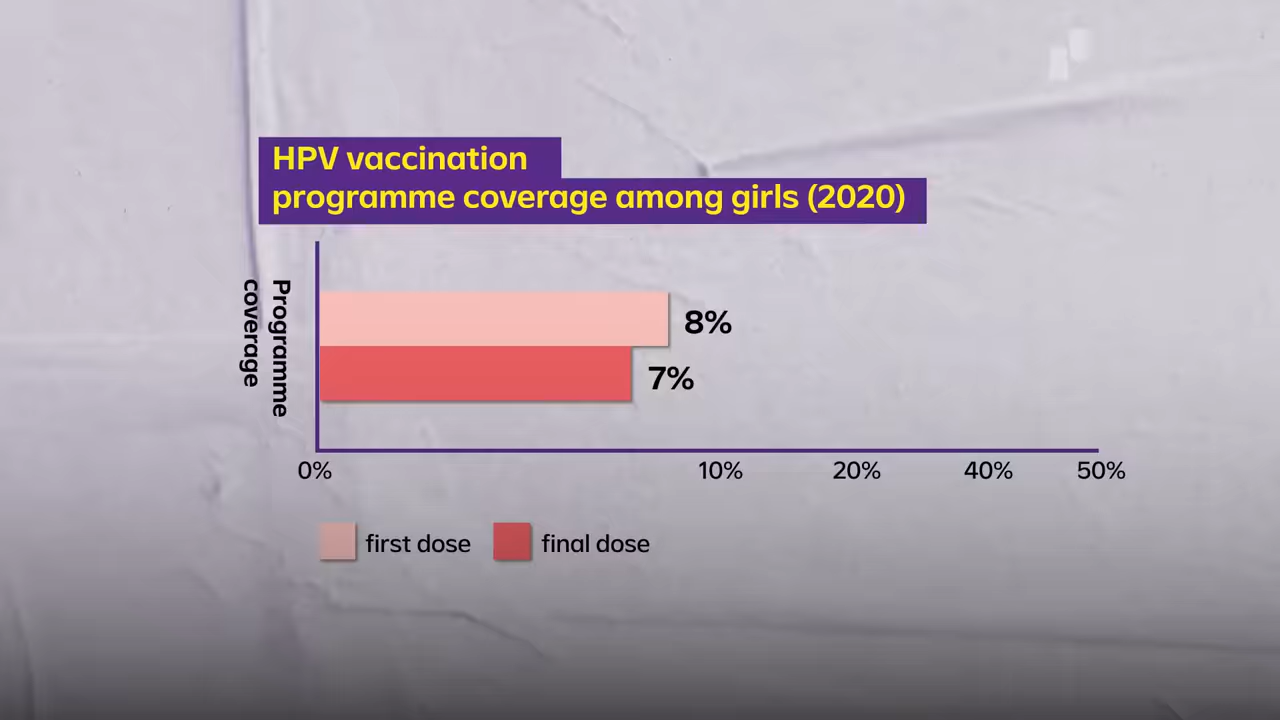 HPV vaccination
programme coverage among girls (2020)
Programme
coverage
8%
7%
0%
10%
20%
40%
50%
first dose
final dose